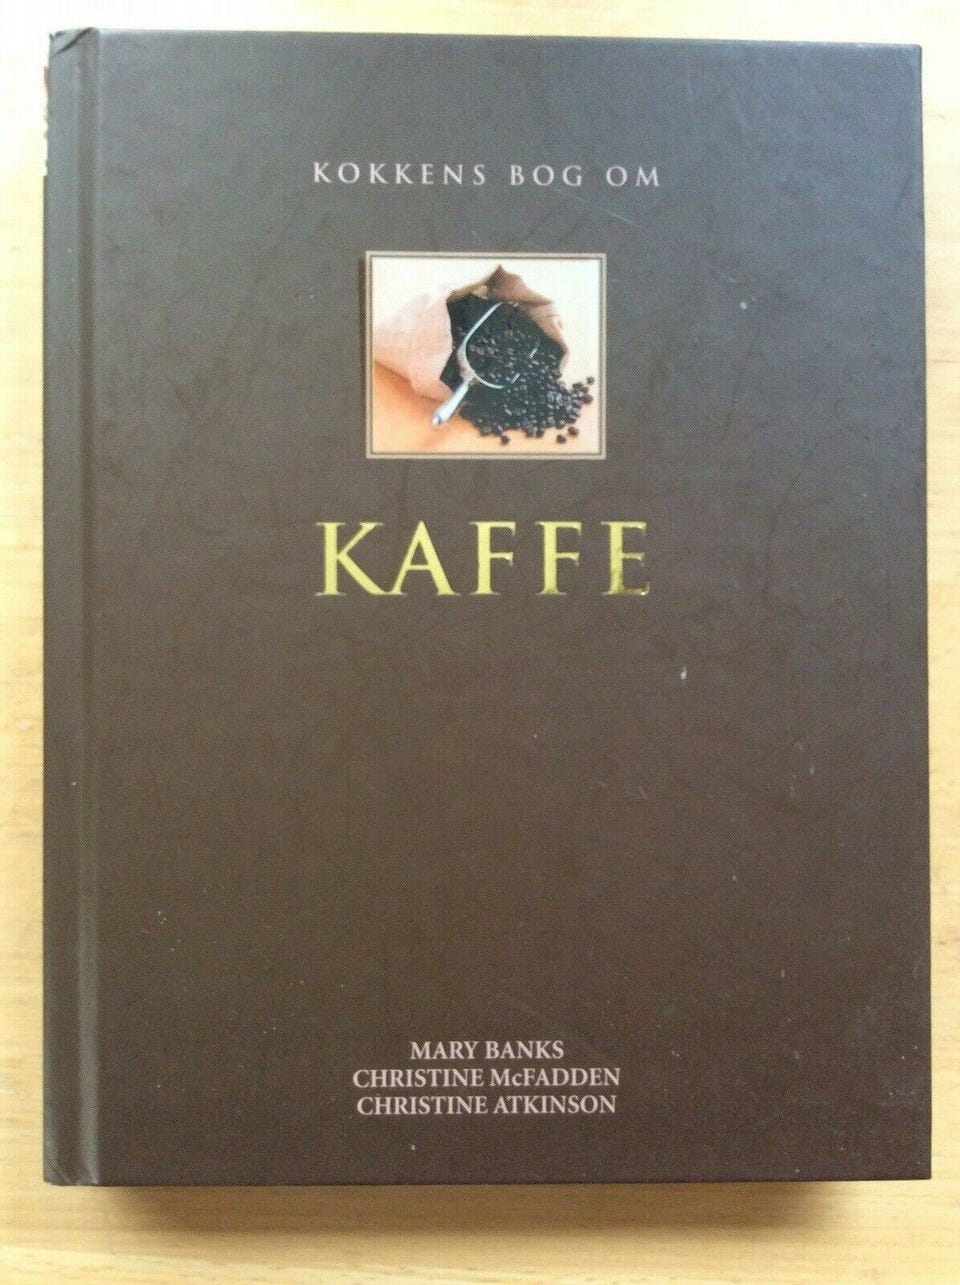 KOKKENS BOG OM
KAFFE
MARY BANKS
CHRISTINE McFADDEN
CHRISTINE ATKINSON